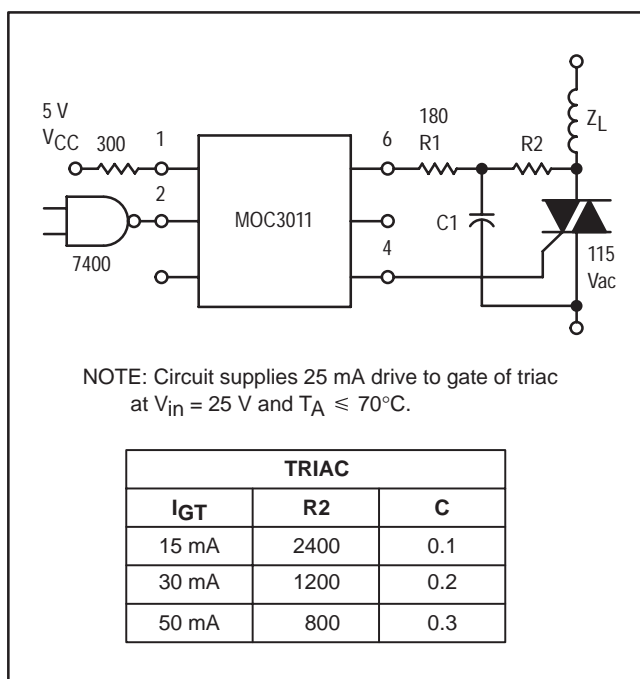 5 V
VCC 300 1 6 180
R1 R2 ZL
2
MOC3011
C1
7400 4 115
Vac
NOTE: Circuit supplies 25 mA drive to gate of triac
at Vin = 25 V and TA ≤ 70°C.
TRIAC
IGT R2 C
15 mA 2400 0.1
30 mA 1200 0.2
50 mA 800 0.3